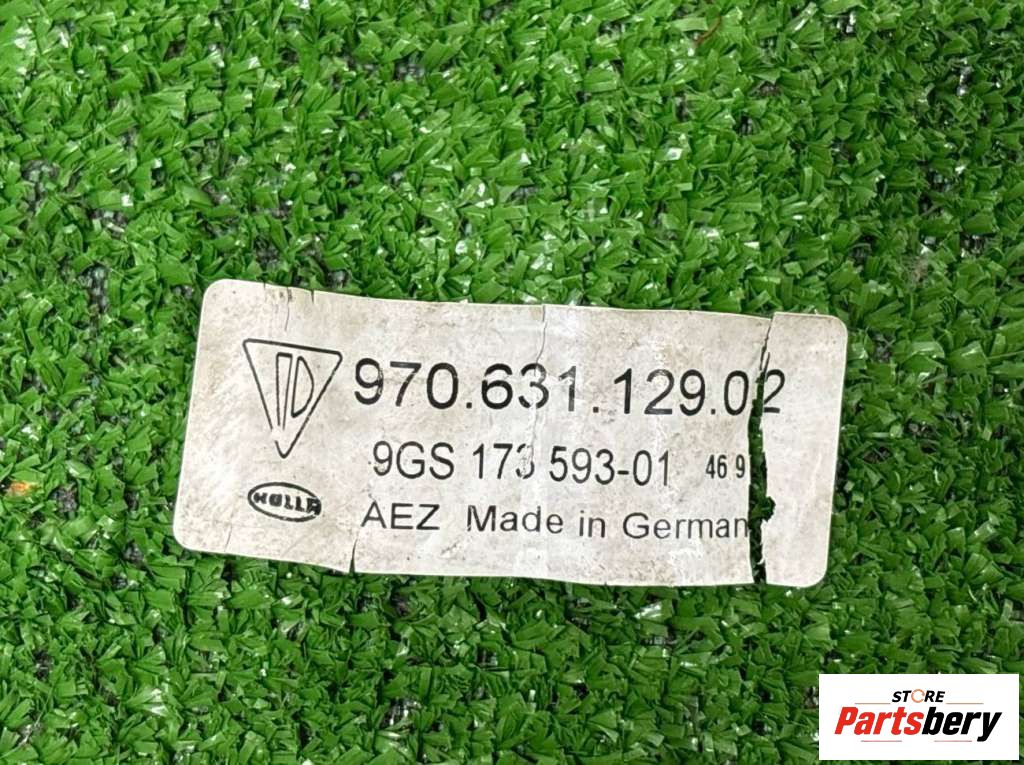 970.631.129.02
9GS 173 593-01 46 9
HELLA
AEZ Made in German
STORE
Partsbery